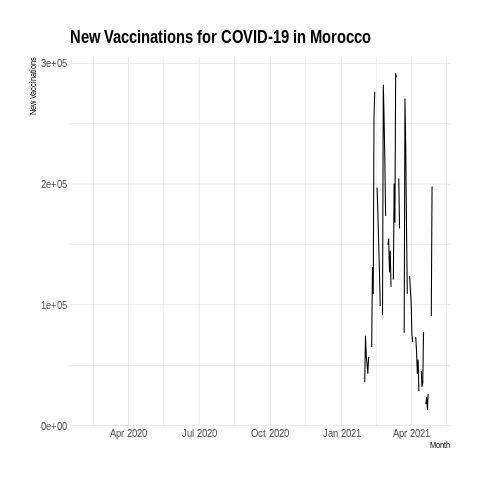 New Vaccinations for COVID-19 in Morocco
New Vaccinations
3e+05
2e+05
1e+05
0e+00
Apr 2020 Jul 2020 Oct 2020 Jan 2021 Apr 2021
Month